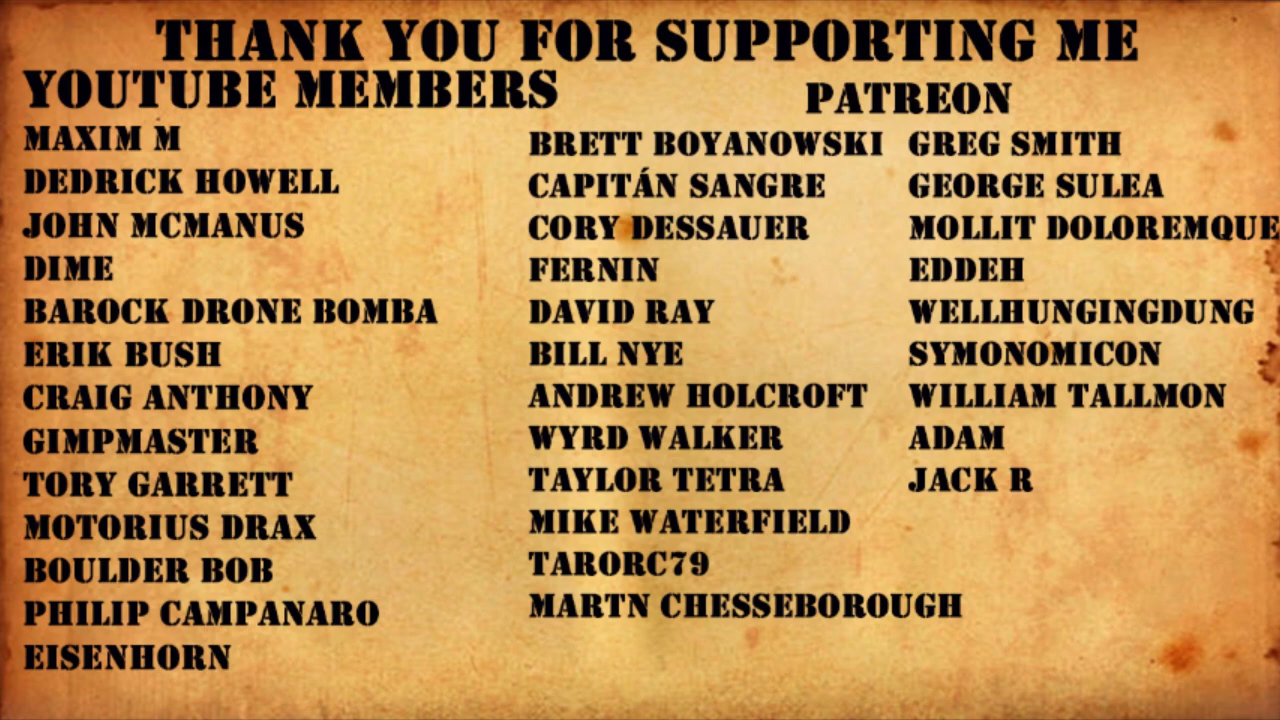 THANK YOU FOR SUPPORTING ME
YOUTUBE MEMBERS
MAXIM M
DEDRICK HOWELL
JOHN MCMANUS
DIME
BAROCK DRONE BOMBA
ERIK BUSH
CRAIG ANTHONY
GIMPMASTER
TORY GARRETT
MOTORIUS DRAX
BOULDER BOB
PHILIP CAMPANARO
EISENHORN
PATREON
BRETT BOYANOWSKI
CAPITÁN SANGRE
CORY DESSAUER
FERNIN
DAVID RAY
BILL NYE
ANDREW HOLCROFT
WYRD WALKER
TAYLOR TETRA
MIKE WATERFIELD
TARORC79
MARTN CHESSEBOROUGH
GREG SMITH
GEORGE SULEA
MOLLIT DOLOREMQUE
EDDEH
WELLHUNGINGDUNG
SYMONOMICON
WILLIAM TALLMON
ADAM
JACK R